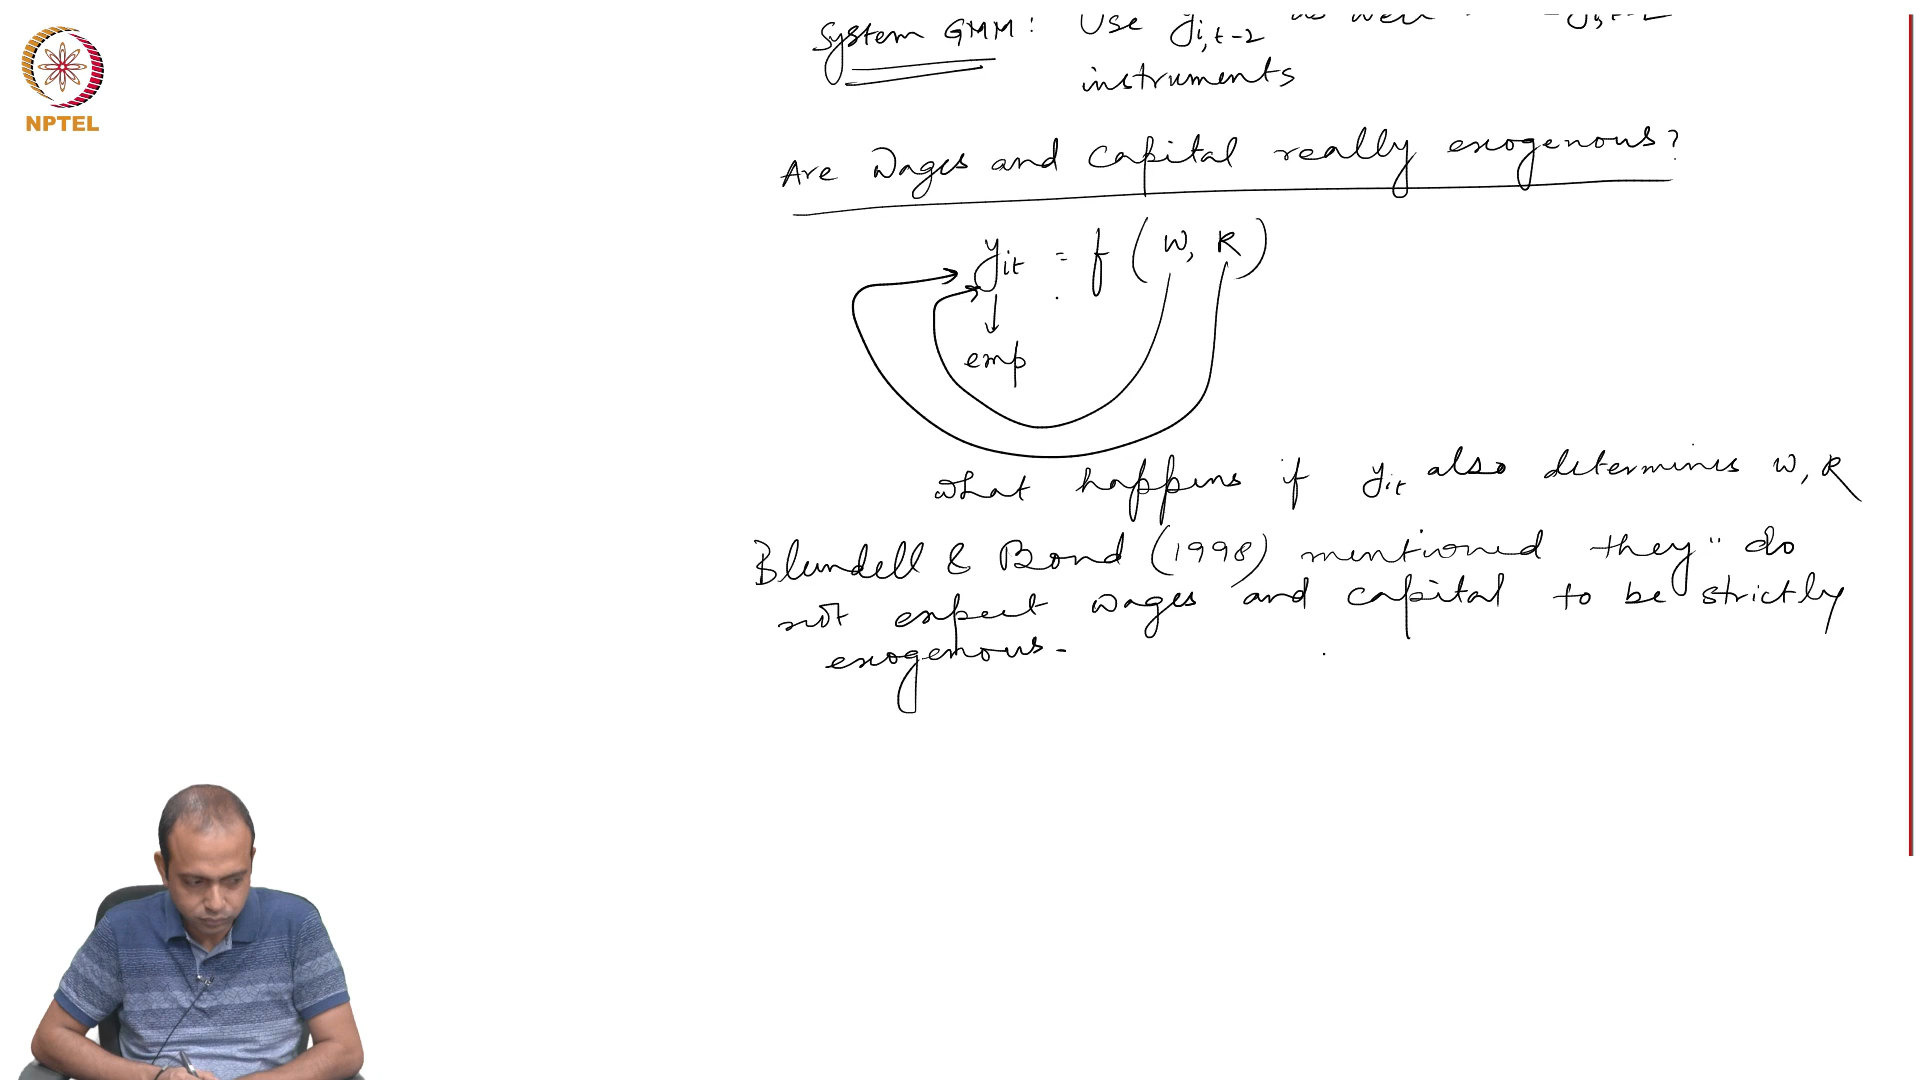 NPTEL
System GMM: Use y_{i,t-2}
instruments
Are Wages and Capital really exogenous?
y_{it} = f (W, R)
emp
what happens if y_{it} also determines W, R
Blundell & Bond (1998) mentioned they " do
not expect wages and capital to be strictly
exogenous.